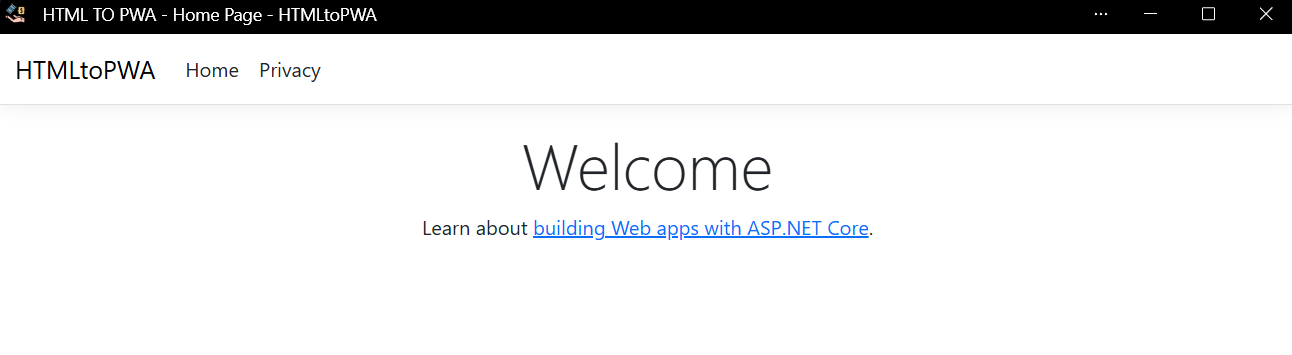 HTML TO PWA - Home Page - HTMLtoPWA
HTMLtoPWA Home Privacy
Welcome
Learn about building Web apps with ASP.NET Core.